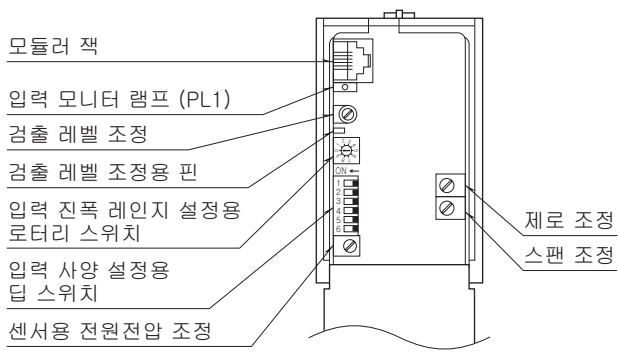 모듈러 잭
입력 모니터 램프 (PL1)
검출 레벨 조정
검출 레벨 조정용 핀
입력 진폭 레인지 설정용
로터리 스위치
입력 사양 설정용
딥 스위치
센서용 전원전압 조정
ON ←
1
2
3
4
5
6
제로 조정
스팬 조정